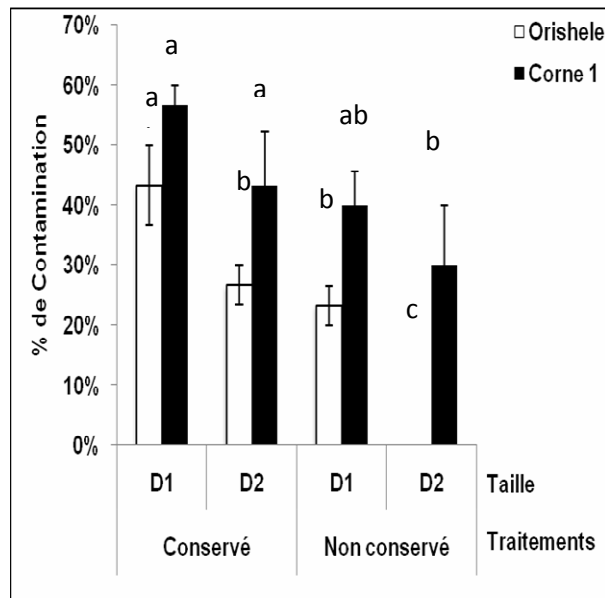 % de Contamination
70%
60%
50%
40%
30%
20%
10%
0%
Orishele
Corne 1
a
a
a
b
ab
b
b
c
D1 D2 D1 D2 Taille
Conservé Non conservé Traitements